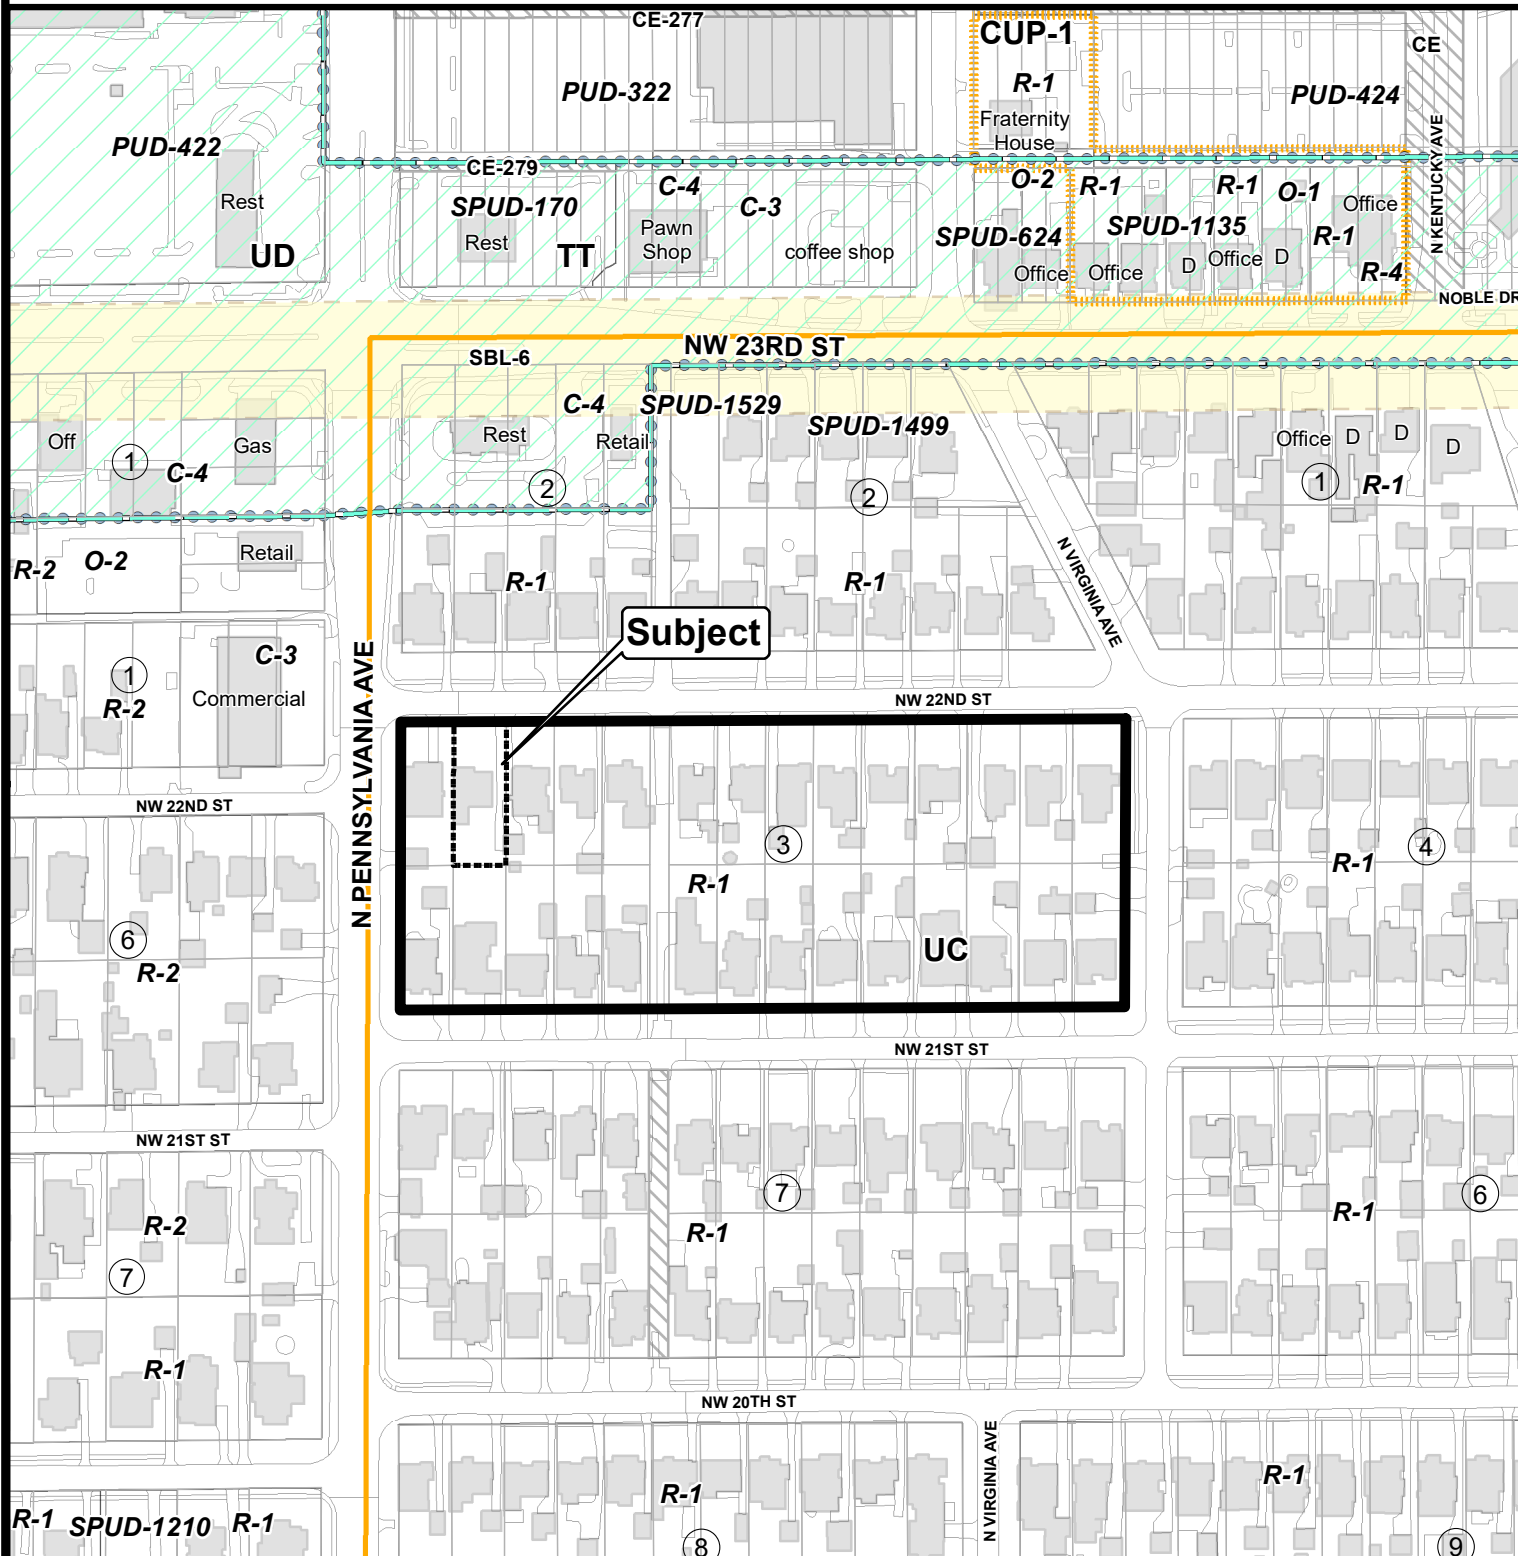 CE-277
CUP-1
CE
PUD-322
R-1
PUD-424
Fraternity
House
PUD-422
N KENTUCKY AVE
CE-279
C-4
O-2
R-1
R-1
O-1
Rest
SPUD-170
C-3
Office
Pawn
Shop
SPUD-624
SPUD-1135
R-1
Rest
UD
TT
coffee shop
Office
Office
D
Office
D
R-4
NOBLE DR
NW 23RD ST
SBL-6
C-4
SPUD-1529
SPUD-1499
Off
1
C-4
Gas
Rest
Retail
2
2
Office
D
D
D
1
R-1
R-2
O-2
Retail
R-1
R-1
N VIRGINIA AVE
Subject
C-3
1
R-2
Commercial
N PENNSYLVANIA AVE
NW 22ND ST
NW 22ND ST
3
R-1
4
R-1
UC
6
R-2
NW 21ST ST
NW 21ST ST
R-2
7
7
R-1
6
R-1
R-1
NW 20TH ST
N VIRGINIA AVE
R-1
R-1
R-1
SPUD-1210
R-1
8
9